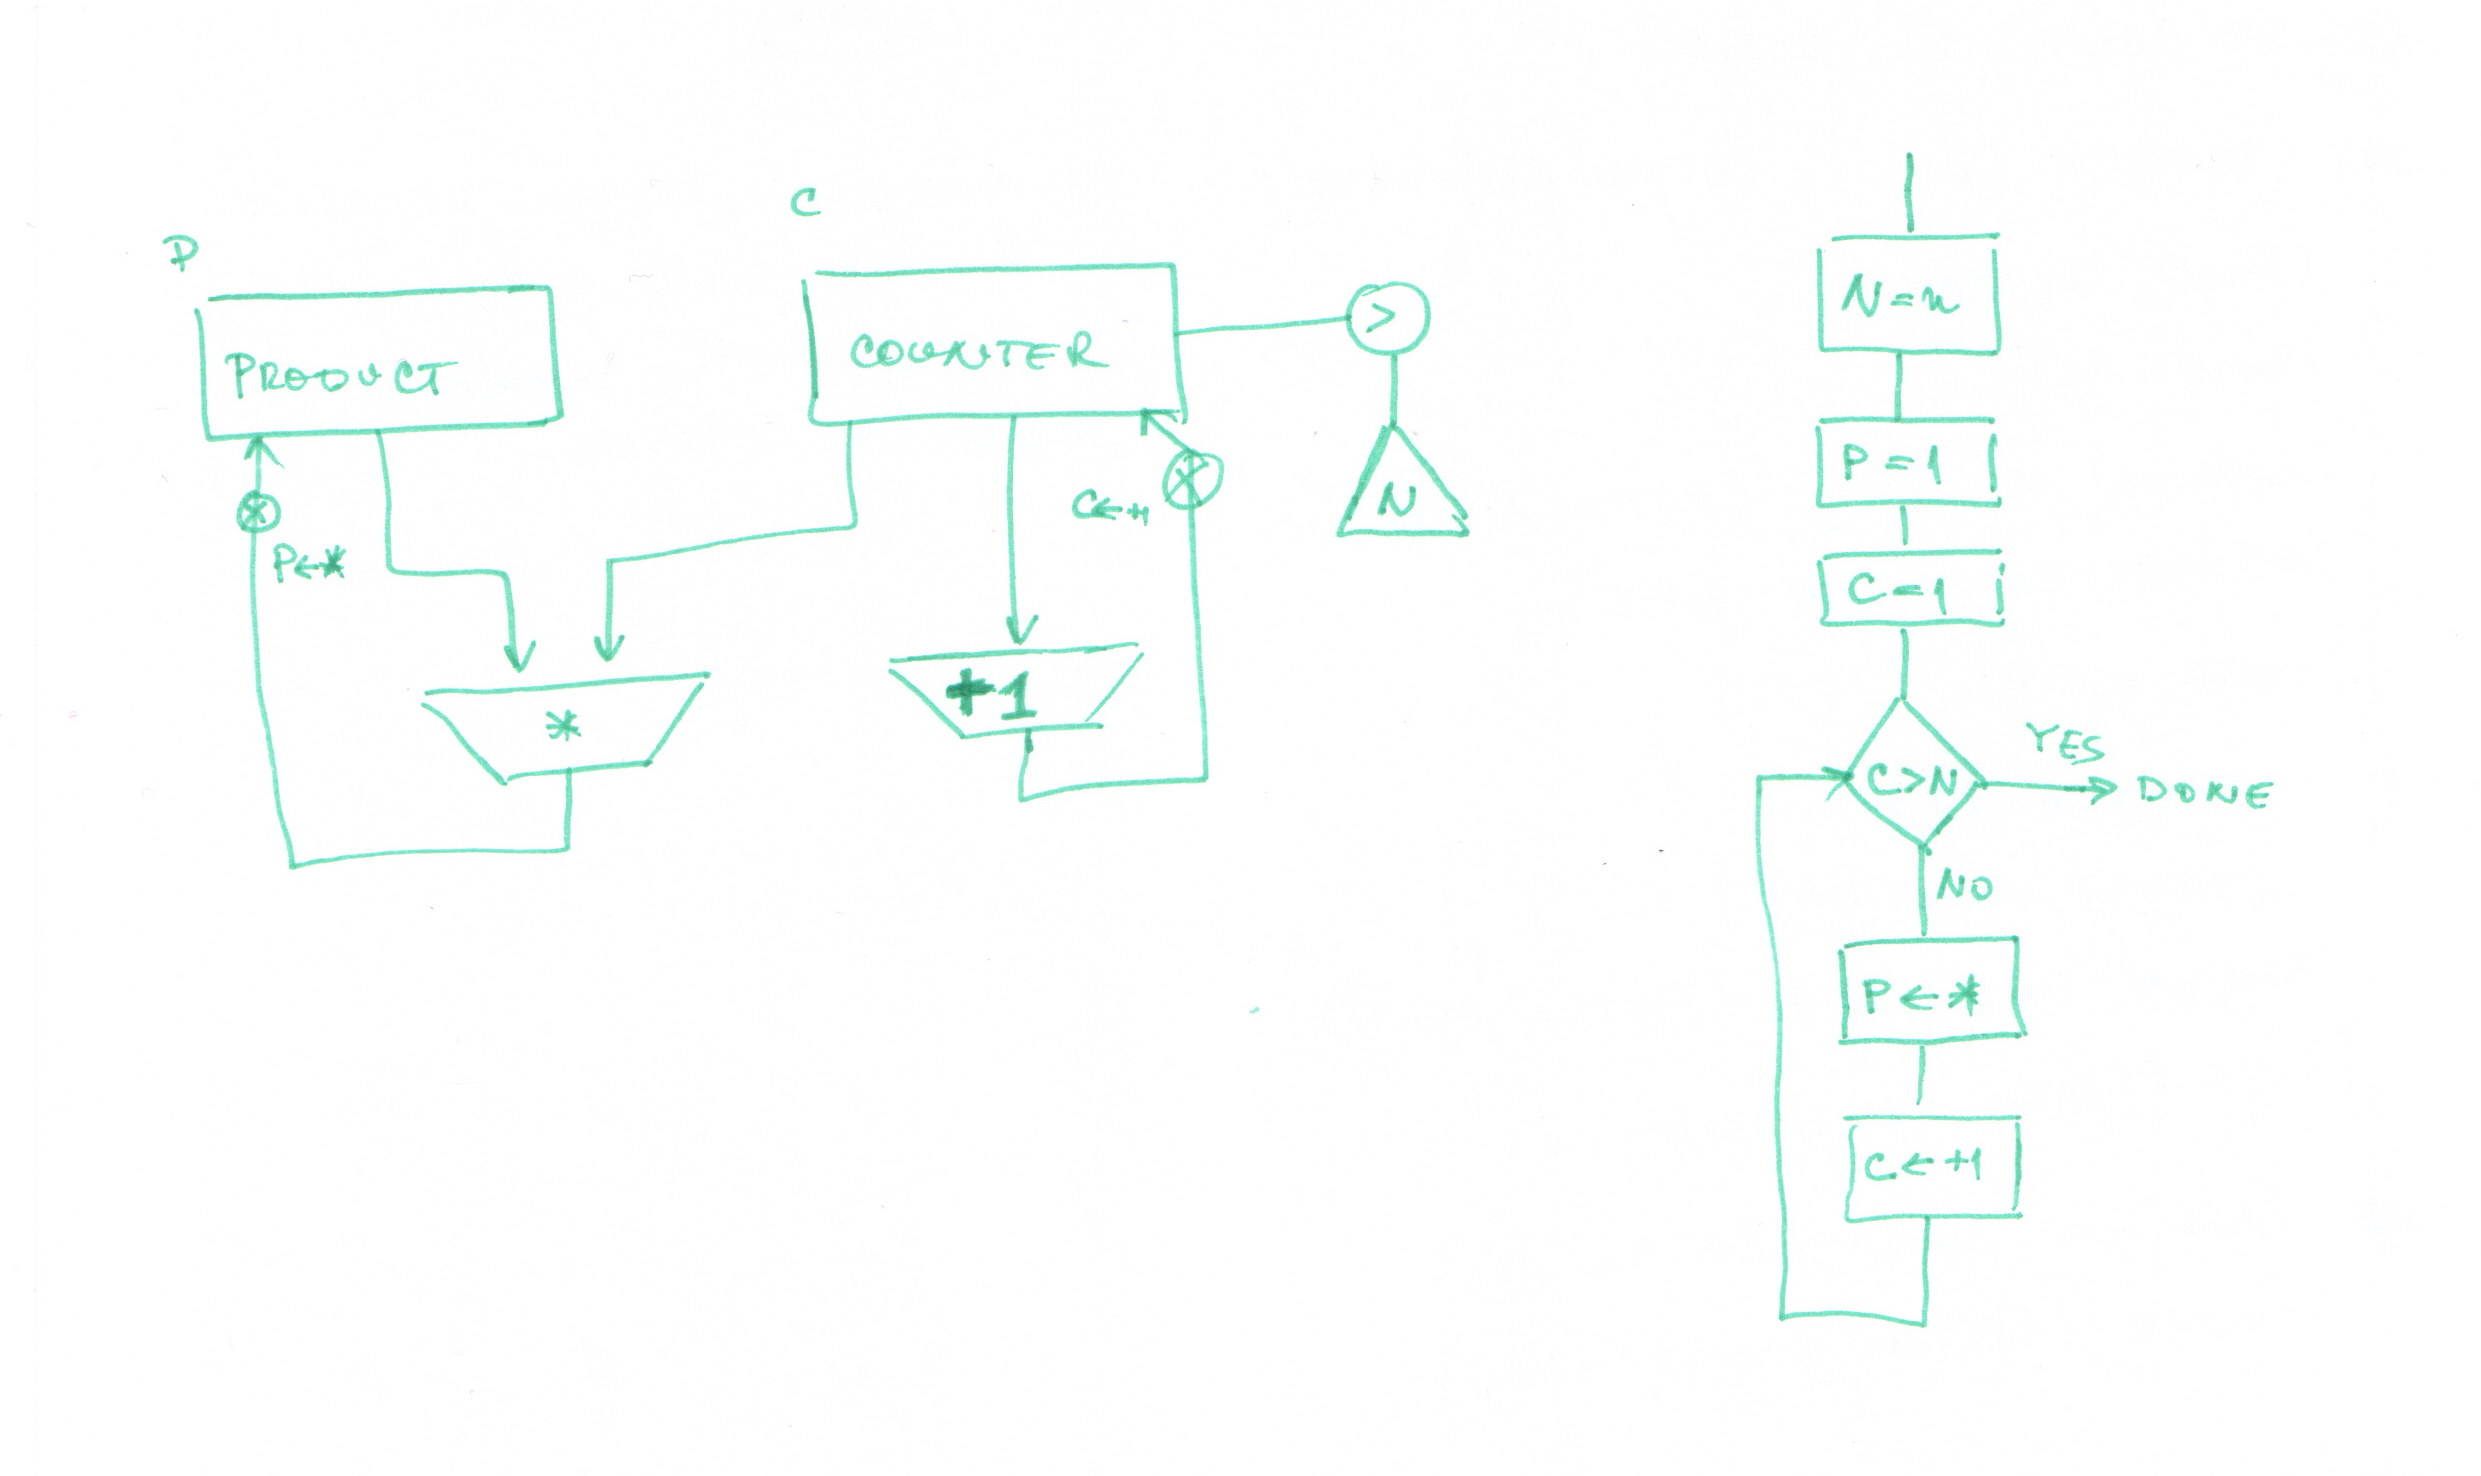 P
PRODUCT
P←*
*
C
COUNTER
C←+1
+1
>
N
N=n
P=1
C=1
C>N
YES
DONE
NO
P←*
C←+1